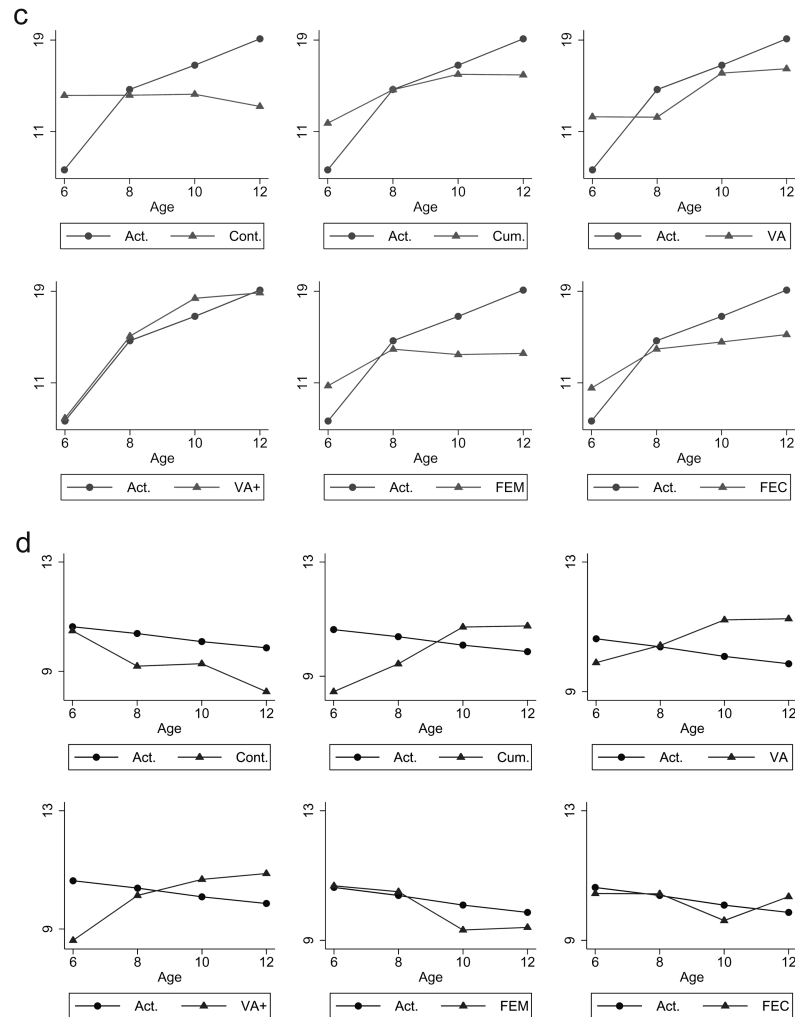 c
19
11
6 8 10 12
Age
Act. Cont.
19
11
6 8 10 12
Age
Act. Cum.
19
11
6 8 10 12
Age
Act. VA
19
11
6 8 10 12
Age
Act. VA+
19
11
6 8 10 12
Age
Act. FEM
19
11
6 8 10 12
Age
Act. FEC
d
13
9
6 8 10 12
Age
Act. Cont.
13
9
6 8 10 12
Age
Act. Cum.
13
9
6 8 10 12
Age
Act. VA
13
9
6 8 10 12
Age
Act. VA+
13
9
6 8 10 12
Age
Act. FEM
13
9
6 8 10 12
Age
Act. FEC